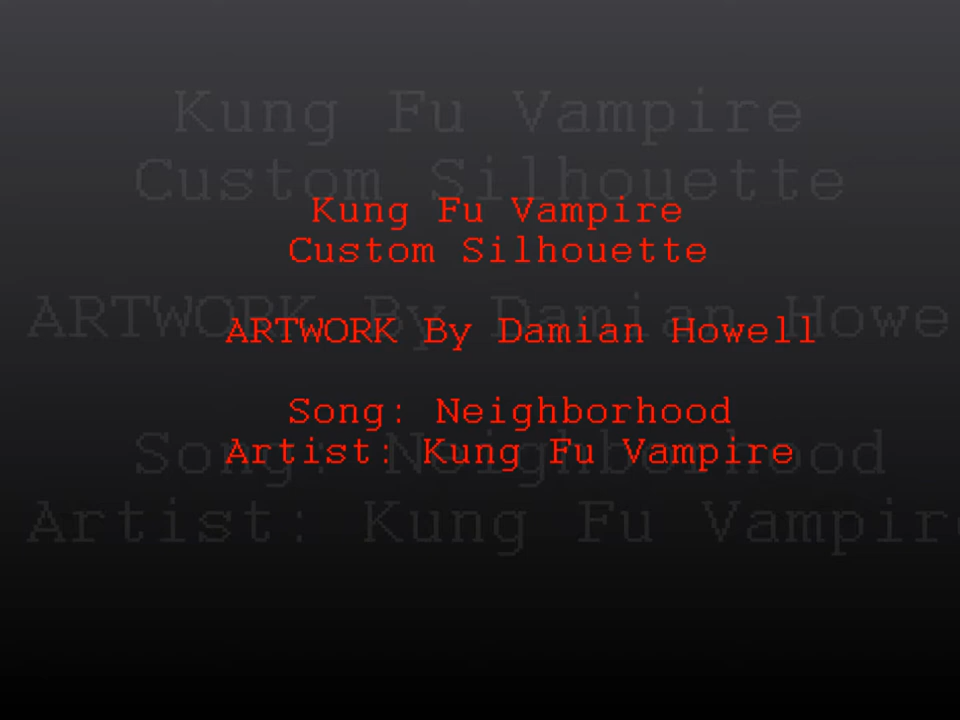 Kung Fu Vampire
Custom Silhouette
ARTWORK By Damian Howell
Song: Neighborhood
Artist: Kung Fu Vampire